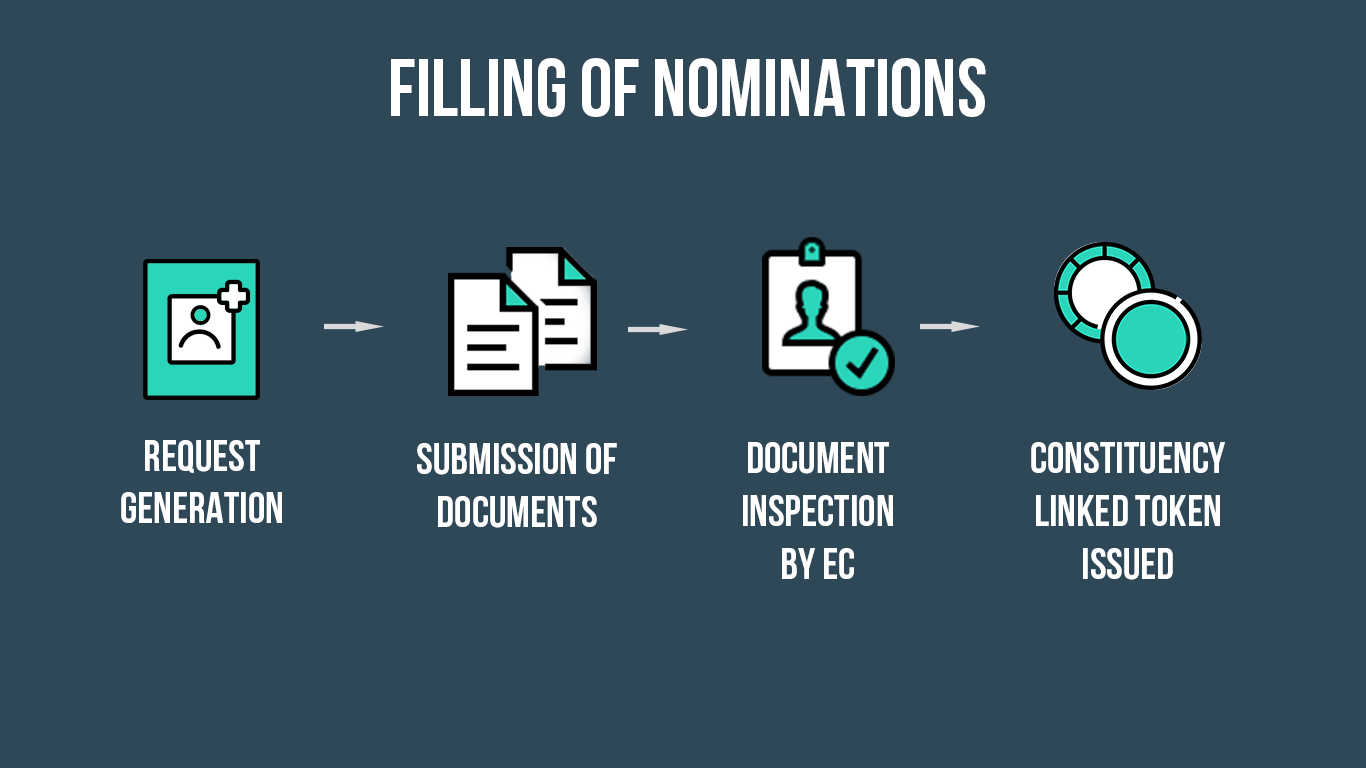 FILLING OF NOMINATIONS
REQUEST
GENERATION
SUBMISSION OF
DOCUMENTS
DOCUMENT
INSPECTION
BY EC
CONSTITUENCY
LINKED TOKEN
ISSUED